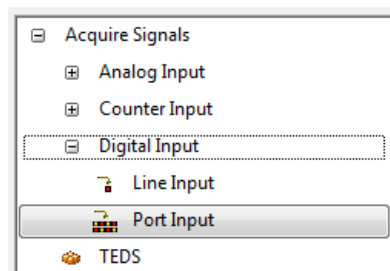 Acquire Signals
Analog Input
Counter Input
Digital Input
Line Input
Port Input
TEDS